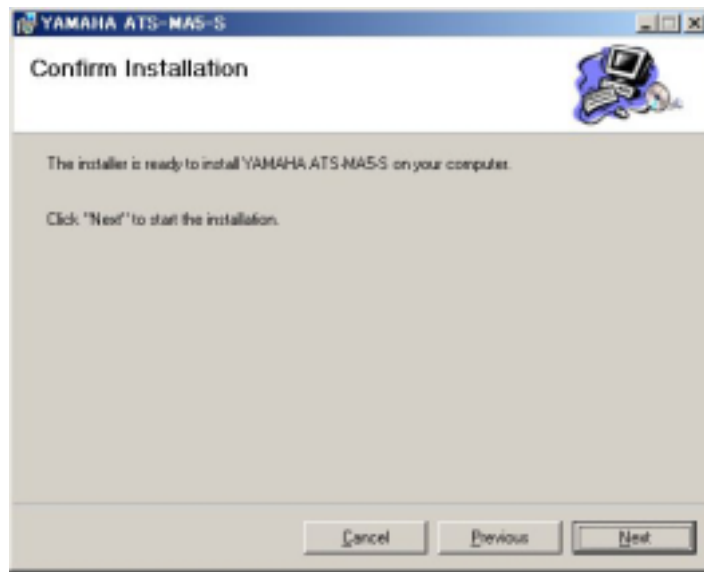 YAMAHA ATS-MA5-S
Confirm Installation
The installer is ready to install YAMAHA ATS-MA5-S on your computer.
Click "Next" to start the installation.
Cancel
Previous
Next